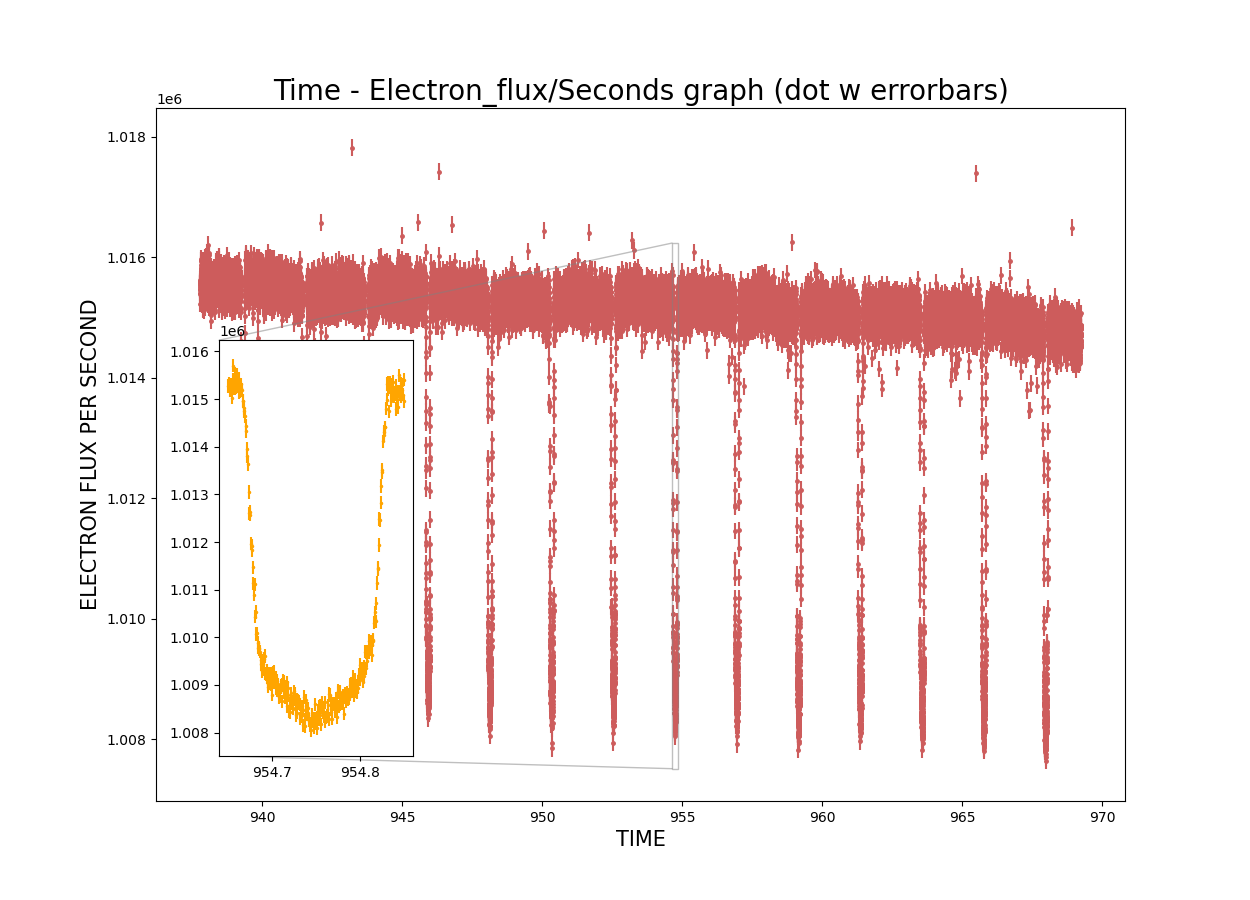 Time - Electron_flux/Seconds graph (dot w errorbars)
1e6
1.018
1.016
1.014
1.012
1.010
1.008
ELECTRON FLUX PER SECOND
1e6
1.016
1.015
1.014
1.013
1.012
1.011
1.010
1.009
1.008
954.7 954.8
940 945 950 955 960 965 970
TIME